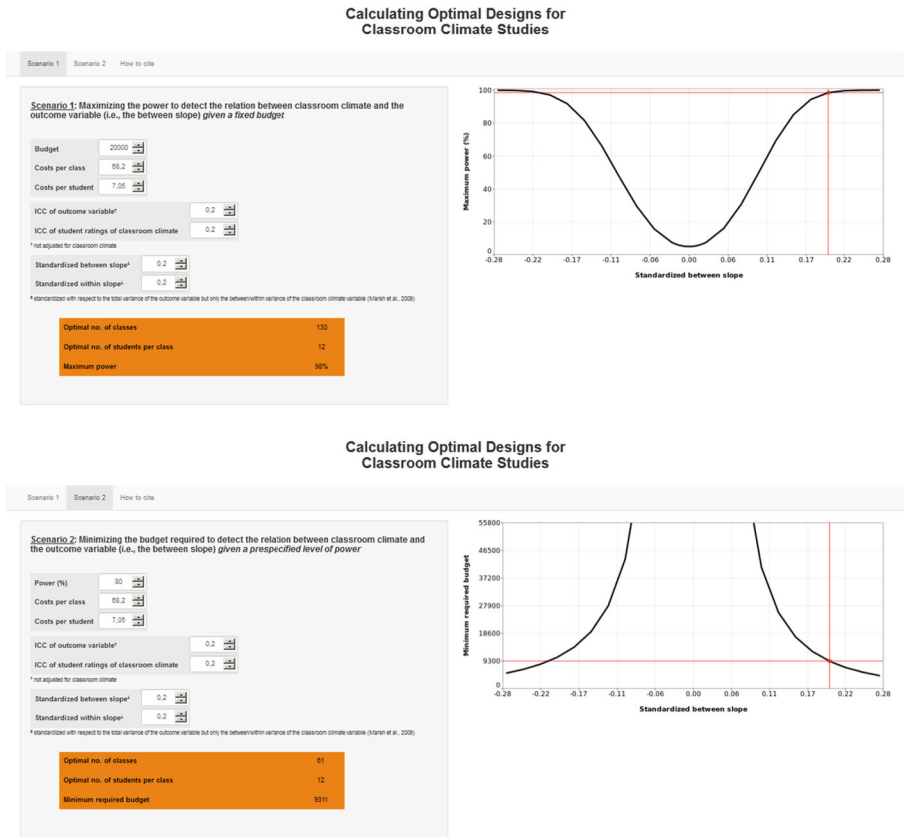 Calculating Optimal Designs for
Classroom Climate Studies
Scenario 1 Scenario 2 How to cite
Scenario 1: Maximizing the power to detect the relation between classroom climate and the
outcome variable (i.e., the between slope) given a fixed budget
Budget 20000
Costs per class 68,2
Costs per student 7,05
ICC of outcome variable† 0,2
ICC of student ratings of classroom climate 0,2
† not adjusted for classroom climate
Standardized between slope‡ 0,2
Standardized within slope‡ 0,2
‡ standardized with respect to the total variance of the outcome variable but only the between/within variance of the classroom climate variable (Marsh et al., 2009)
Optimal no. of classes 130
Optimal no. of students per class 12
Maximum power 98%
Maximum power (%)
100
80
60
40
20
0
-0.28 -0.22 -0.17 -0.11 -0.06 0.00 0.06 0.11 0.17 0.22 0.28
Standardized between slope
Calculating Optimal Designs for
Classroom Climate Studies
Scenario 1 Scenario 2 How to cite
Scenario 2: Minimizing the budget required to detect the relation between classroom climate and
the outcome variable (i.e., the between slope) given a prespecified level of power
Power (%) 80
Costs per class 68,2
Costs per student 7,05
ICC of outcome variable† 0,2
ICC of student ratings of classroom climate 0,2
† not adjusted for classroom climate
Standardized between slope‡ 0,2
Standardized within slope‡ 0,2
‡ standardized with respect to the total variance of the outcome variable but only the between/within variance of the classroom climate variable (Marsh et al., 2009)
Optimal no. of classes 61
Optimal no. of students per class 12
Minimum required budget 9311
Minimum required budget
55800
46500
37200
27900
18600
9300
0
-0.28 -0.22 -0.17 -0.11 -0.06 0.00 0.06 0.11 0.17 0.22 0.28
Standardized between slope